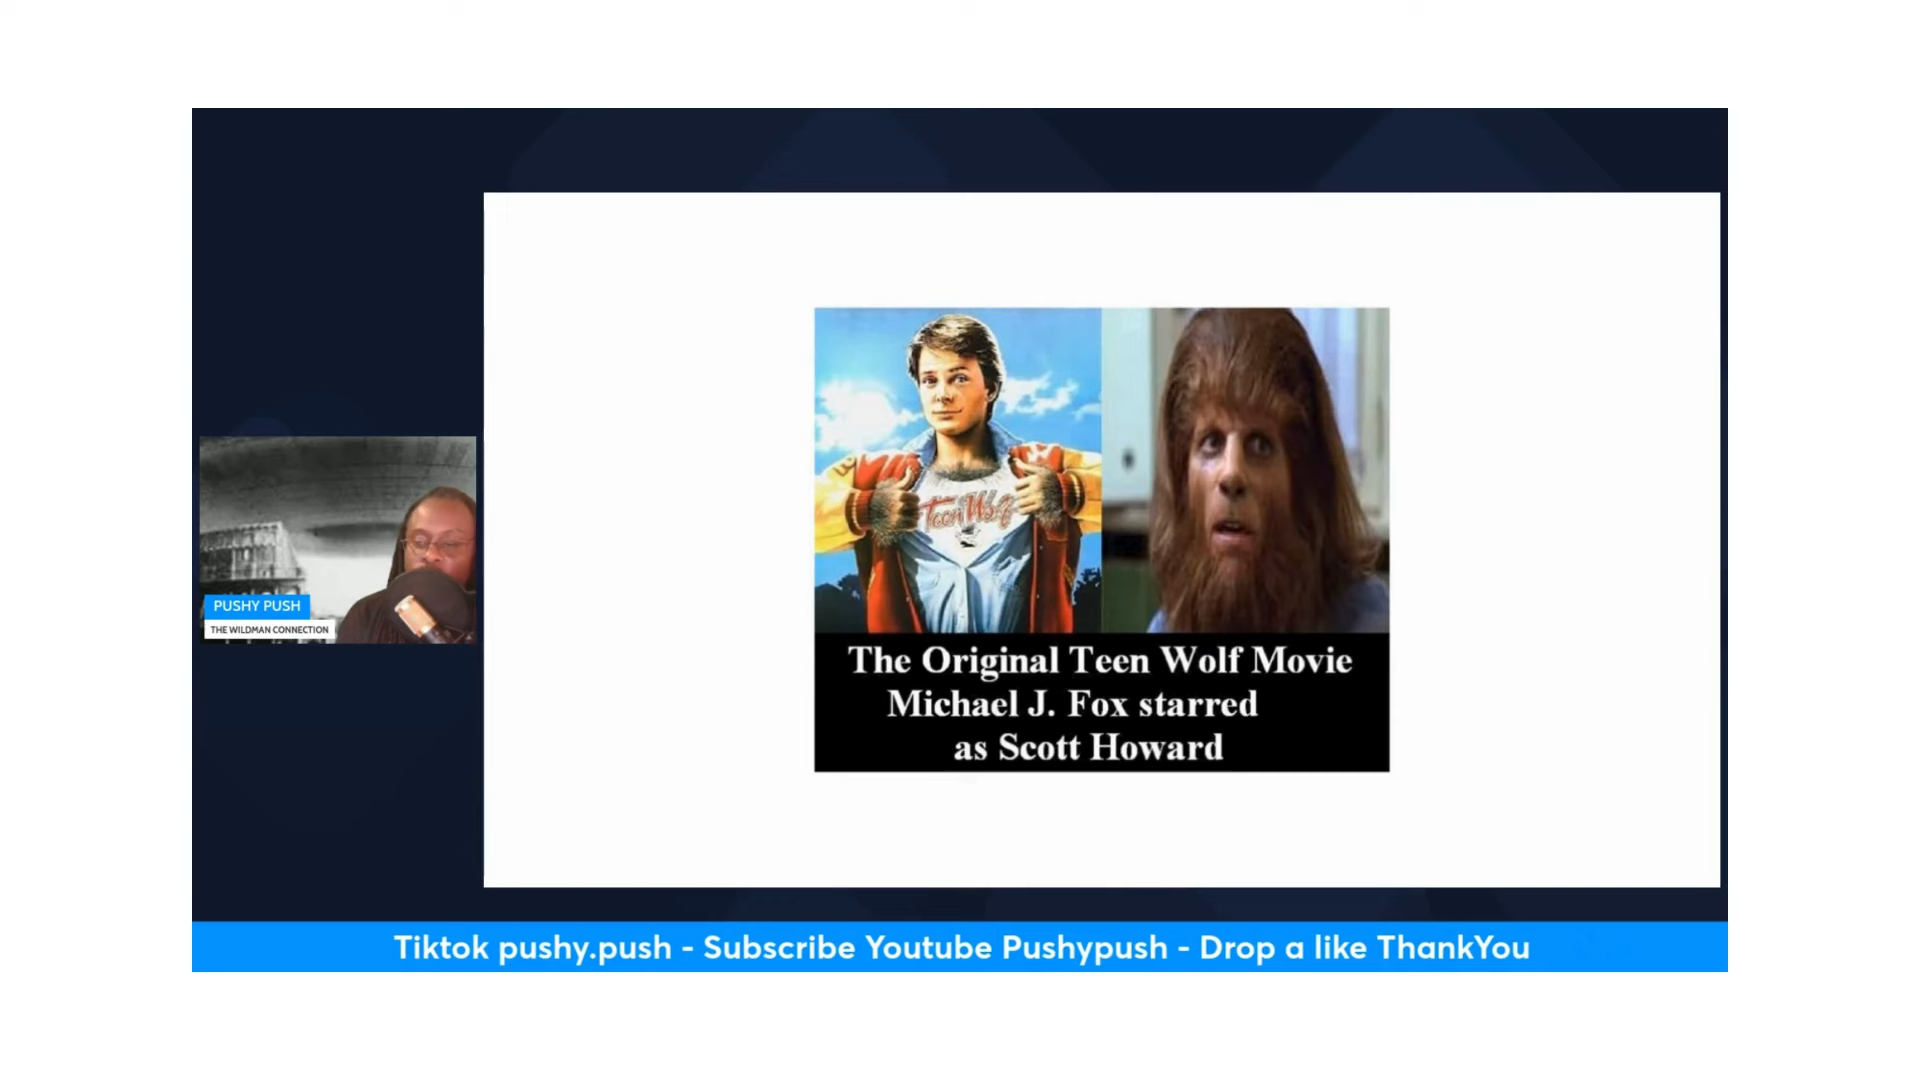 Teen Wolf
The Original Teen Wolf Movie
Michael J. Fox starred
as Scott Howard
PUSHY PUSH
THE WILDMAN CONNECTION
Tiktok pushy.push - Subscribe Youtube Pushypush - Drop a like ThankYou